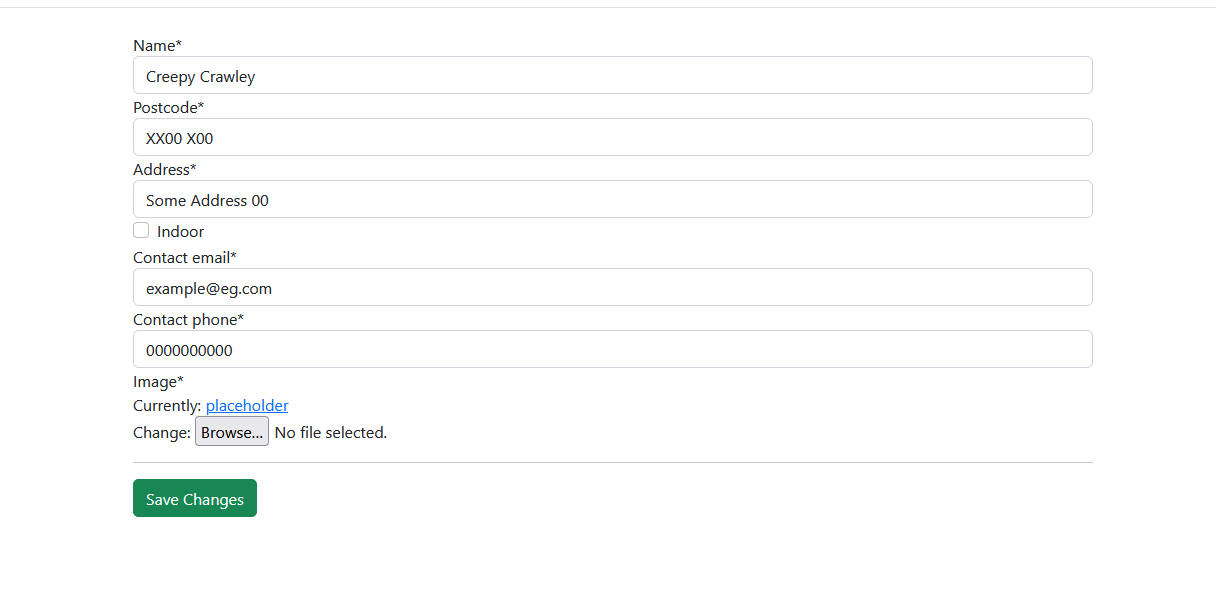 Name*
Creepy Crawley
Postcode*
XX00 X00
Address*
Some Address 00
Indoor
Contact email*
example@eg.com
Contact phone*
0000000000
Image*
Currently: placeholder
Change: Browse... No file selected.
Save Changes